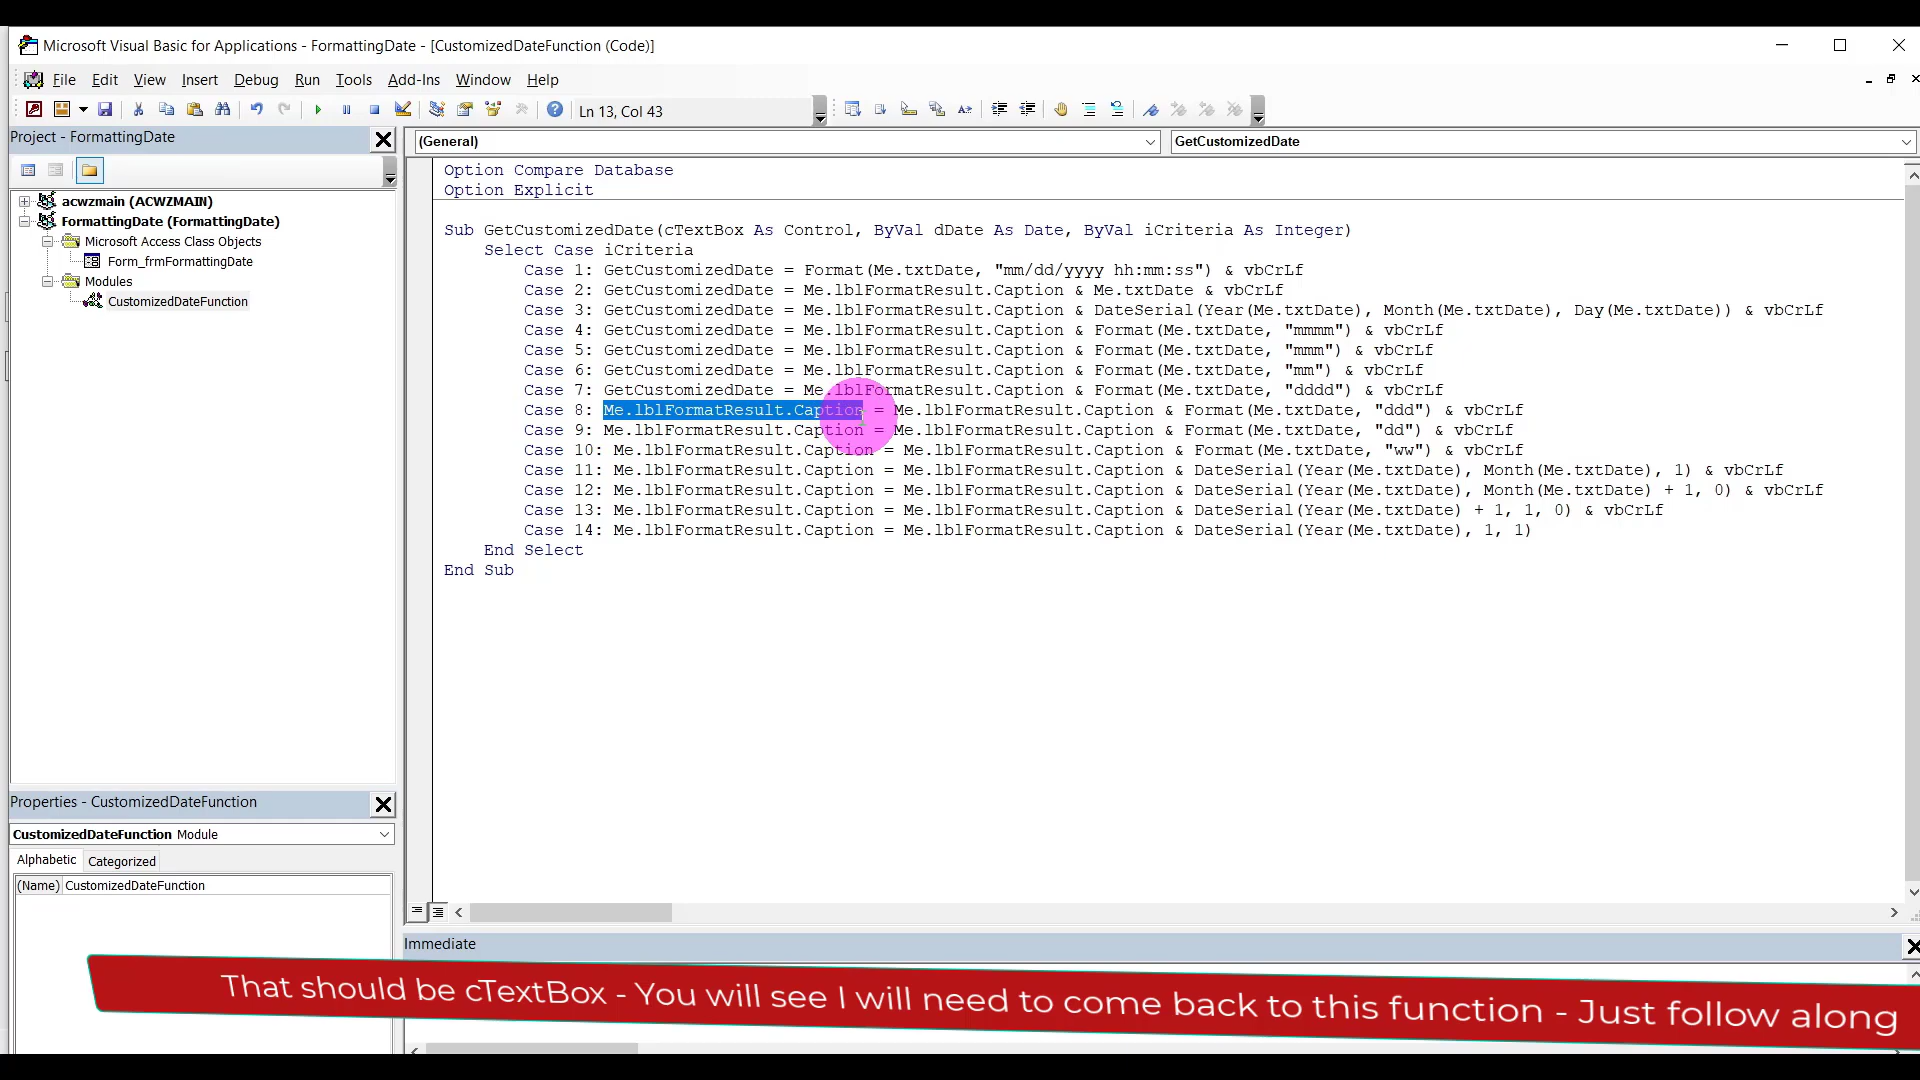 Microsoft Visual Basic for Applications - FormattingDate - [CustomizedDateFunction (Code)]
File Edit View Insert Debug Run Tools Add-Ins Window Help
Ln 13, Col 43
Project - FormattingDate
acwzmain (ACWZMAIN)
FormattingDate (FormattingDate)
Microsoft Access Class Objects
Form_frmFormattingDate
Modules
CustomizedDateFunction
Properties - CustomizedDateFunction
CustomizedDateFunction Module
Alphabetic Categorized
(Name) CustomizedDateFunction
(General) GetCustomizedDate
Option Compare Database
Option Explicit
Sub GetCustomizedDate(cTextBox As Control, ByVal dDate As Date, ByVal iCriteria As Integer)
Select Case iCriteria
Case 1: GetCustomizedDate = Format(Me.txtDate, "mm/dd/yyyy hh:mm:ss") & vbCrLf
Case 2: GetCustomizedDate = Me.lblFormatResult.Caption & Me.txtDate & vbCrLf
Case 3: GetCustomizedDate = Me.lblFormatResult.Caption & DateSerial(Year(Me.txtDate), Month(Me.txtDate), Day(Me.txtDate)) & vbCrLf
Case 4: GetCustomizedDate = Me.lblFormatResult.Caption & Format(Me.txtDate, "mmmm") & vbCrLf
Case 5: GetCustomizedDate = Me.lblFormatResult.Caption & Format(Me.txtDate, "mmm") & vbCrLf
Case 6: GetCustomizedDate = Me.lblFormatResult.Caption & Format(Me.txtDate, "mm") & vbCrLf
Case 7: GetCustomizedDate = Me.lblFormatResult.Caption & Format(Me.txtDate, "dddd") & vbCrLf
Case 8: Me.lblFormatResult.Caption = Me.lblFormatResult.Caption & Format(Me.txtDate, "ddd") & vbCrLf
Case 9: Me.lblFormatResult.Caption = Me.lblFormatResult.Caption & Format(Me.txtDate, "dd") & vbCrLf
Case 10: Me.lblFormatResult.Caption = Me.lblFormatResult.Caption & Format(Me.txtDate, "ww") & vbCrLf
Case 11: Me.lblFormatResult.Caption = Me.lblFormatResult.Caption & DateSerial(Year(Me.txtDate), Month(Me.txtDate), 1) & vbCrLf
Case 12: Me.lblFormatResult.Caption = Me.lblFormatResult.Caption & DateSerial(Year(Me.txtDate), Month(Me.txtDate) + 1, 0) & vbCrLf
Case 13: Me.lblFormatResult.Caption = Me.lblFormatResult.Caption & DateSerial(Year(Me.txtDate) + 1, 1, 0) & vbCrLf
Case 14: Me.lblFormatResult.Caption = Me.lblFormatResult.Caption & DateSerial(Year(Me.txtDate), 1, 1)
End Select
End Sub
Immediate
That should be cTextBox - You will see I will need to come back to this function - Just follow along